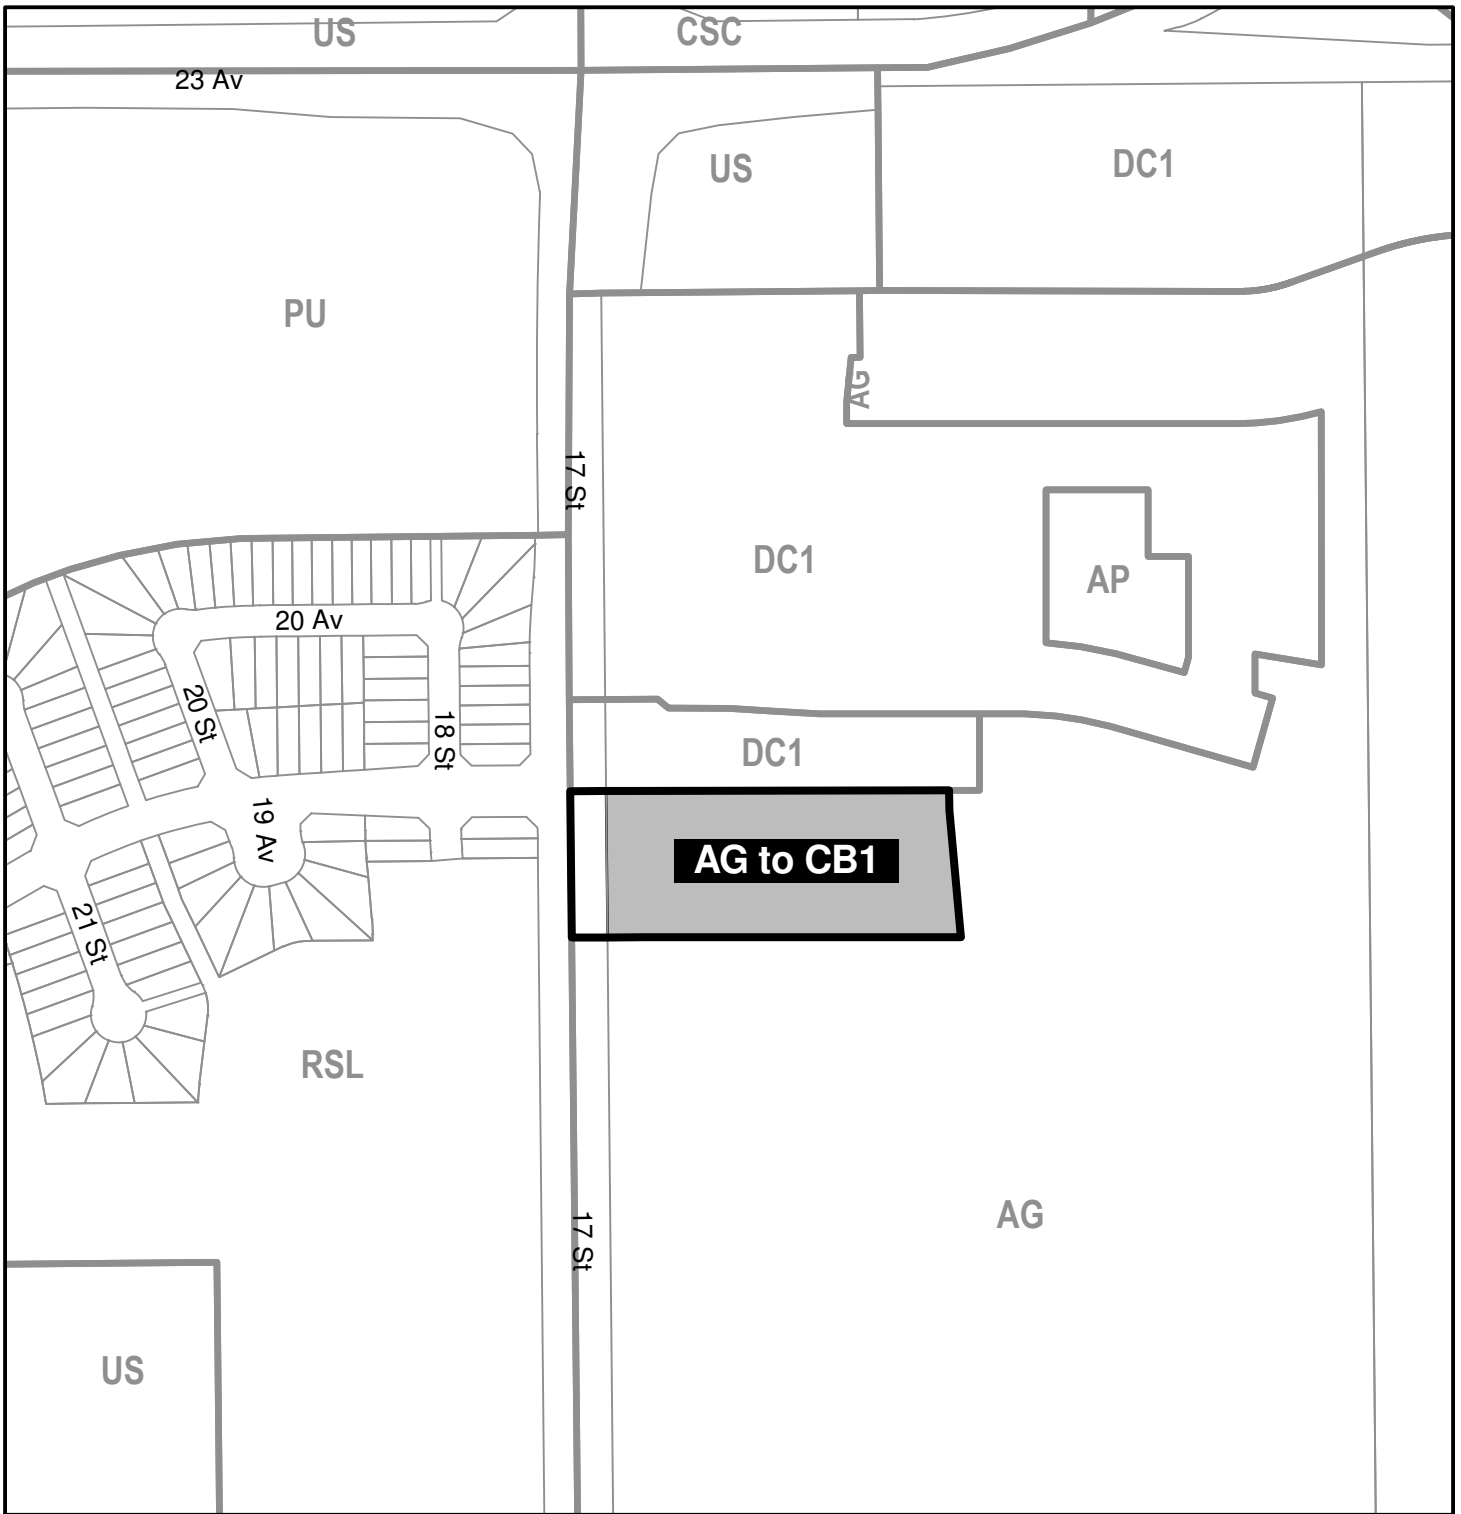 US
CSC
23 Av
US
DC1
PU
AG
17 St
DC1
AP
20 Av
20 St
18 St
DC1
19 Av
AG to CB1
21 St
RSL
AG
17 St
US